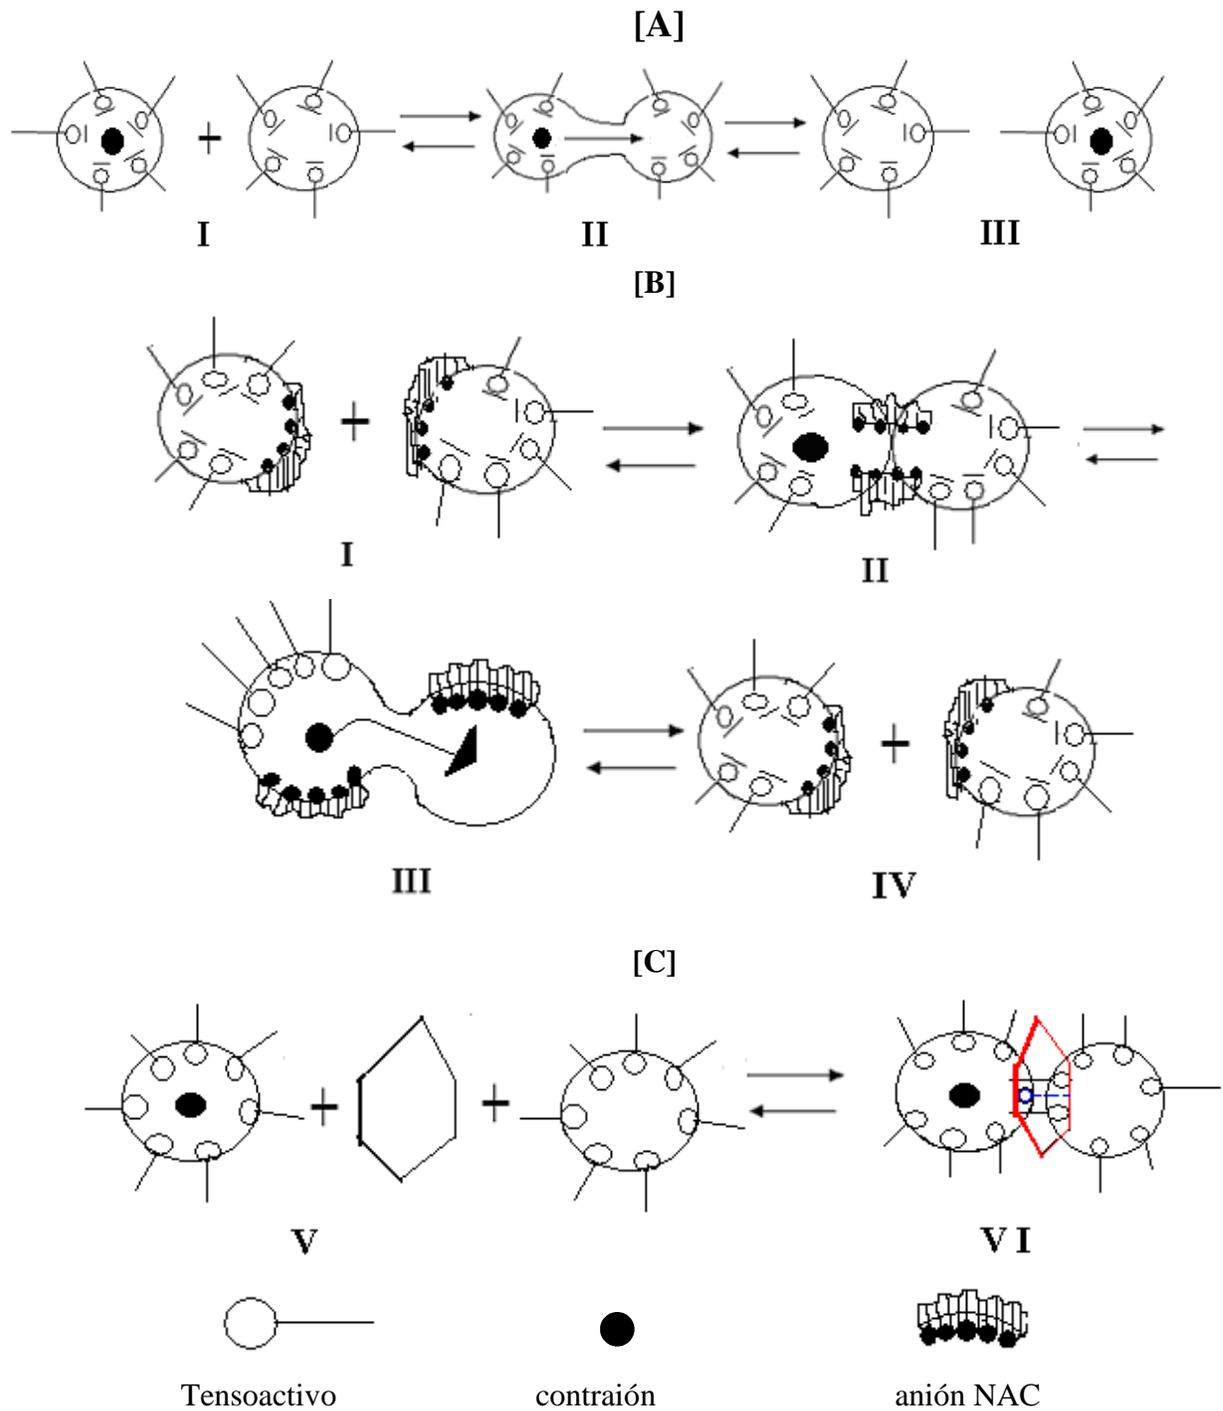 [A]
+
I II III
[B]
+
I
II
+
III
IV
[C]
+ +
V
V I
Tensoactivo contraión anión NAC